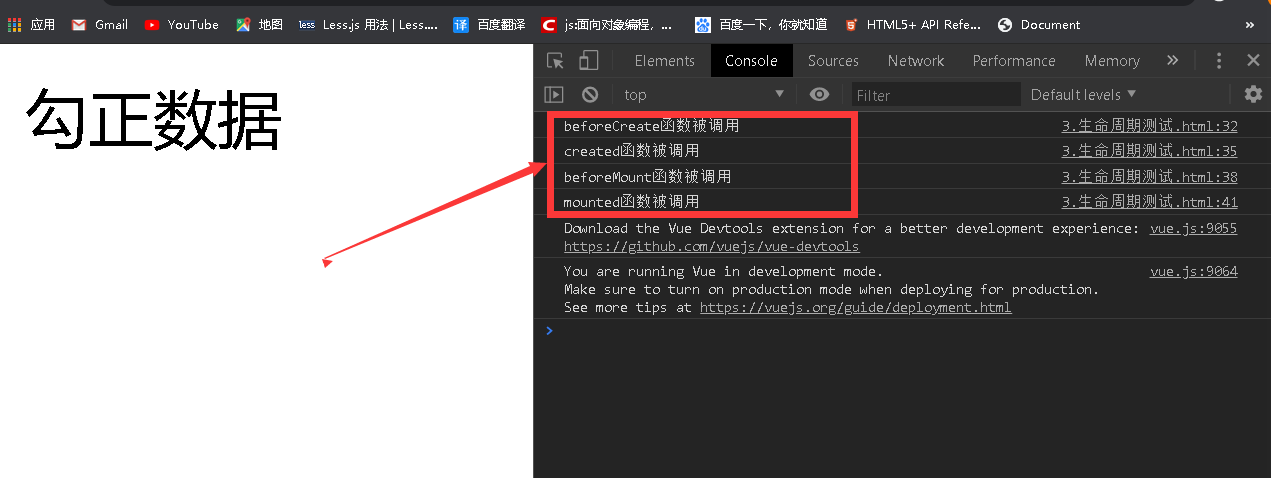 应用 Gmail YouTube 地图 less Less.js 用法 | Less.... 译 百度翻译 C js:面向对象编程，... 百度一下，你就知道 HTML5+ API Refe... Document »
勾正数据
Elements Console Sources Network Performance Memory »
top Filter Default levels
beforeCreate函数被调用 3.生命周期测试.html:32
created函数被调用 3.生命周期测试.html:35
beforeMount函数被调用 3.生命周期测试.html:38
mounted函数被调用 3.生命周期测试.html:41
Download the Vue Devtools extension for a better development experience: vue.js:9055
https://github.com/vuejs/vue-devtools
You are running Vue in development mode. vue.js:9064
Make sure to turn on production mode when deploying for production.
See more tips at https://vuejs.org/guide/deployment.html